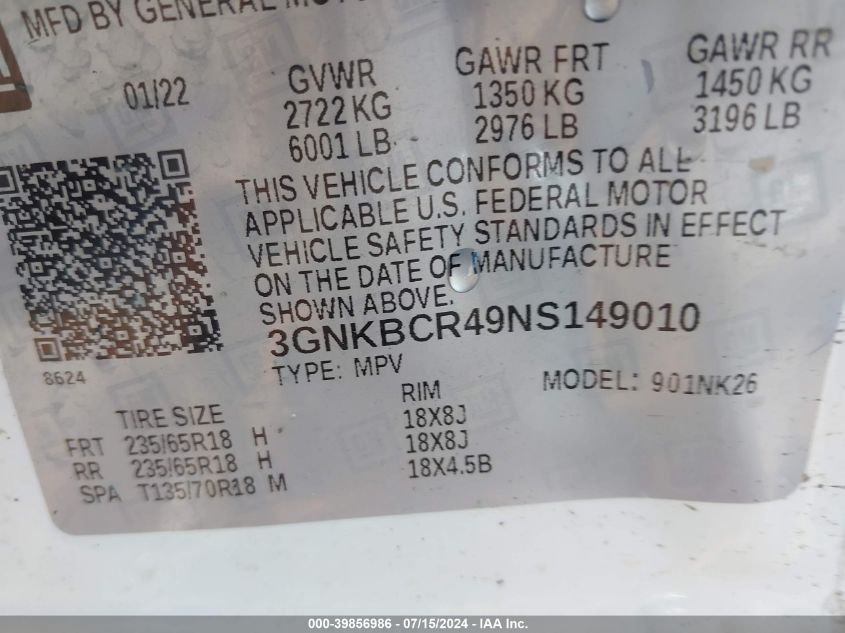 MFD BY GENERAL
01/22
GVWR
2722 KG
6001 LB
GAWR FRT
1350 KG
2976 LB
GAWR RR
1450 KG
3196 LB
THIS VEHICLE CONFORMS TO ALL
APPLICABLE U.S. FEDERAL MOTOR
VEHICLE SAFETY STANDARDS IN EFFECT
ON THE DATE OF MANUFACTURE
SHOWN ABOVE.
3GNKBCR49NS149010
8624
TYPE: MPV
MODEL: 901NK26
TIRE SIZE RIM
FRT 235/65R18 H 18X8J
RR 235/65R18 H 18X8J
SPA T135/70R18 M 18X4.5B
000-39856986 - 07/15/2024 - IAA Inc.